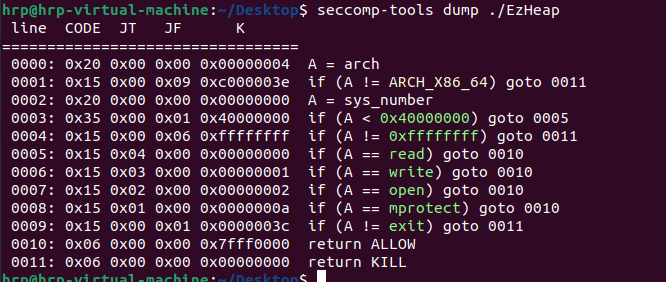 hrp@hrp-virtual-machine:~/Desktop$ seccomp-tools dump ./EzHeap
 line  CODE  JT   JF      K
=================================
 0000: 0x20 0x00 0x00 0x00000004  A = arch
 0001: 0x15 0x00 0x09 0xc000003e  if (A != ARCH_X86_64) goto 0011
 0002: 0x20 0x00 0x00 0x00000000  A = sys_number
 0003: 0x35 0x00 0x01 0x40000000  if (A < 0x40000000) goto 0005
 0004: 0x15 0x00 0x06 0xffffffff  if (A != 0xffffffff) goto 0011
 0005: 0x15 0x04 0x00 0x00000000  if (A == read) goto 0010
 0006: 0x15 0x03 0x00 0x00000001  if (A == write) goto 0010
 0007: 0x15 0x02 0x00 0x00000002  if (A == open) goto 0010
 0008: 0x15 0x01 0x00 0x0000000a  if (A == mprotect) goto 0010
 0009: 0x15 0x00 0x01 0x0000003c  if (A != exit) goto 0011
 0010: 0x06 0x00 0x00 0x7fff0000  return ALLOW
 0011: 0x06 0x00 0x00 0x00000000  return KILL
hrp@hrp-virtual-machine:~/Desktop$